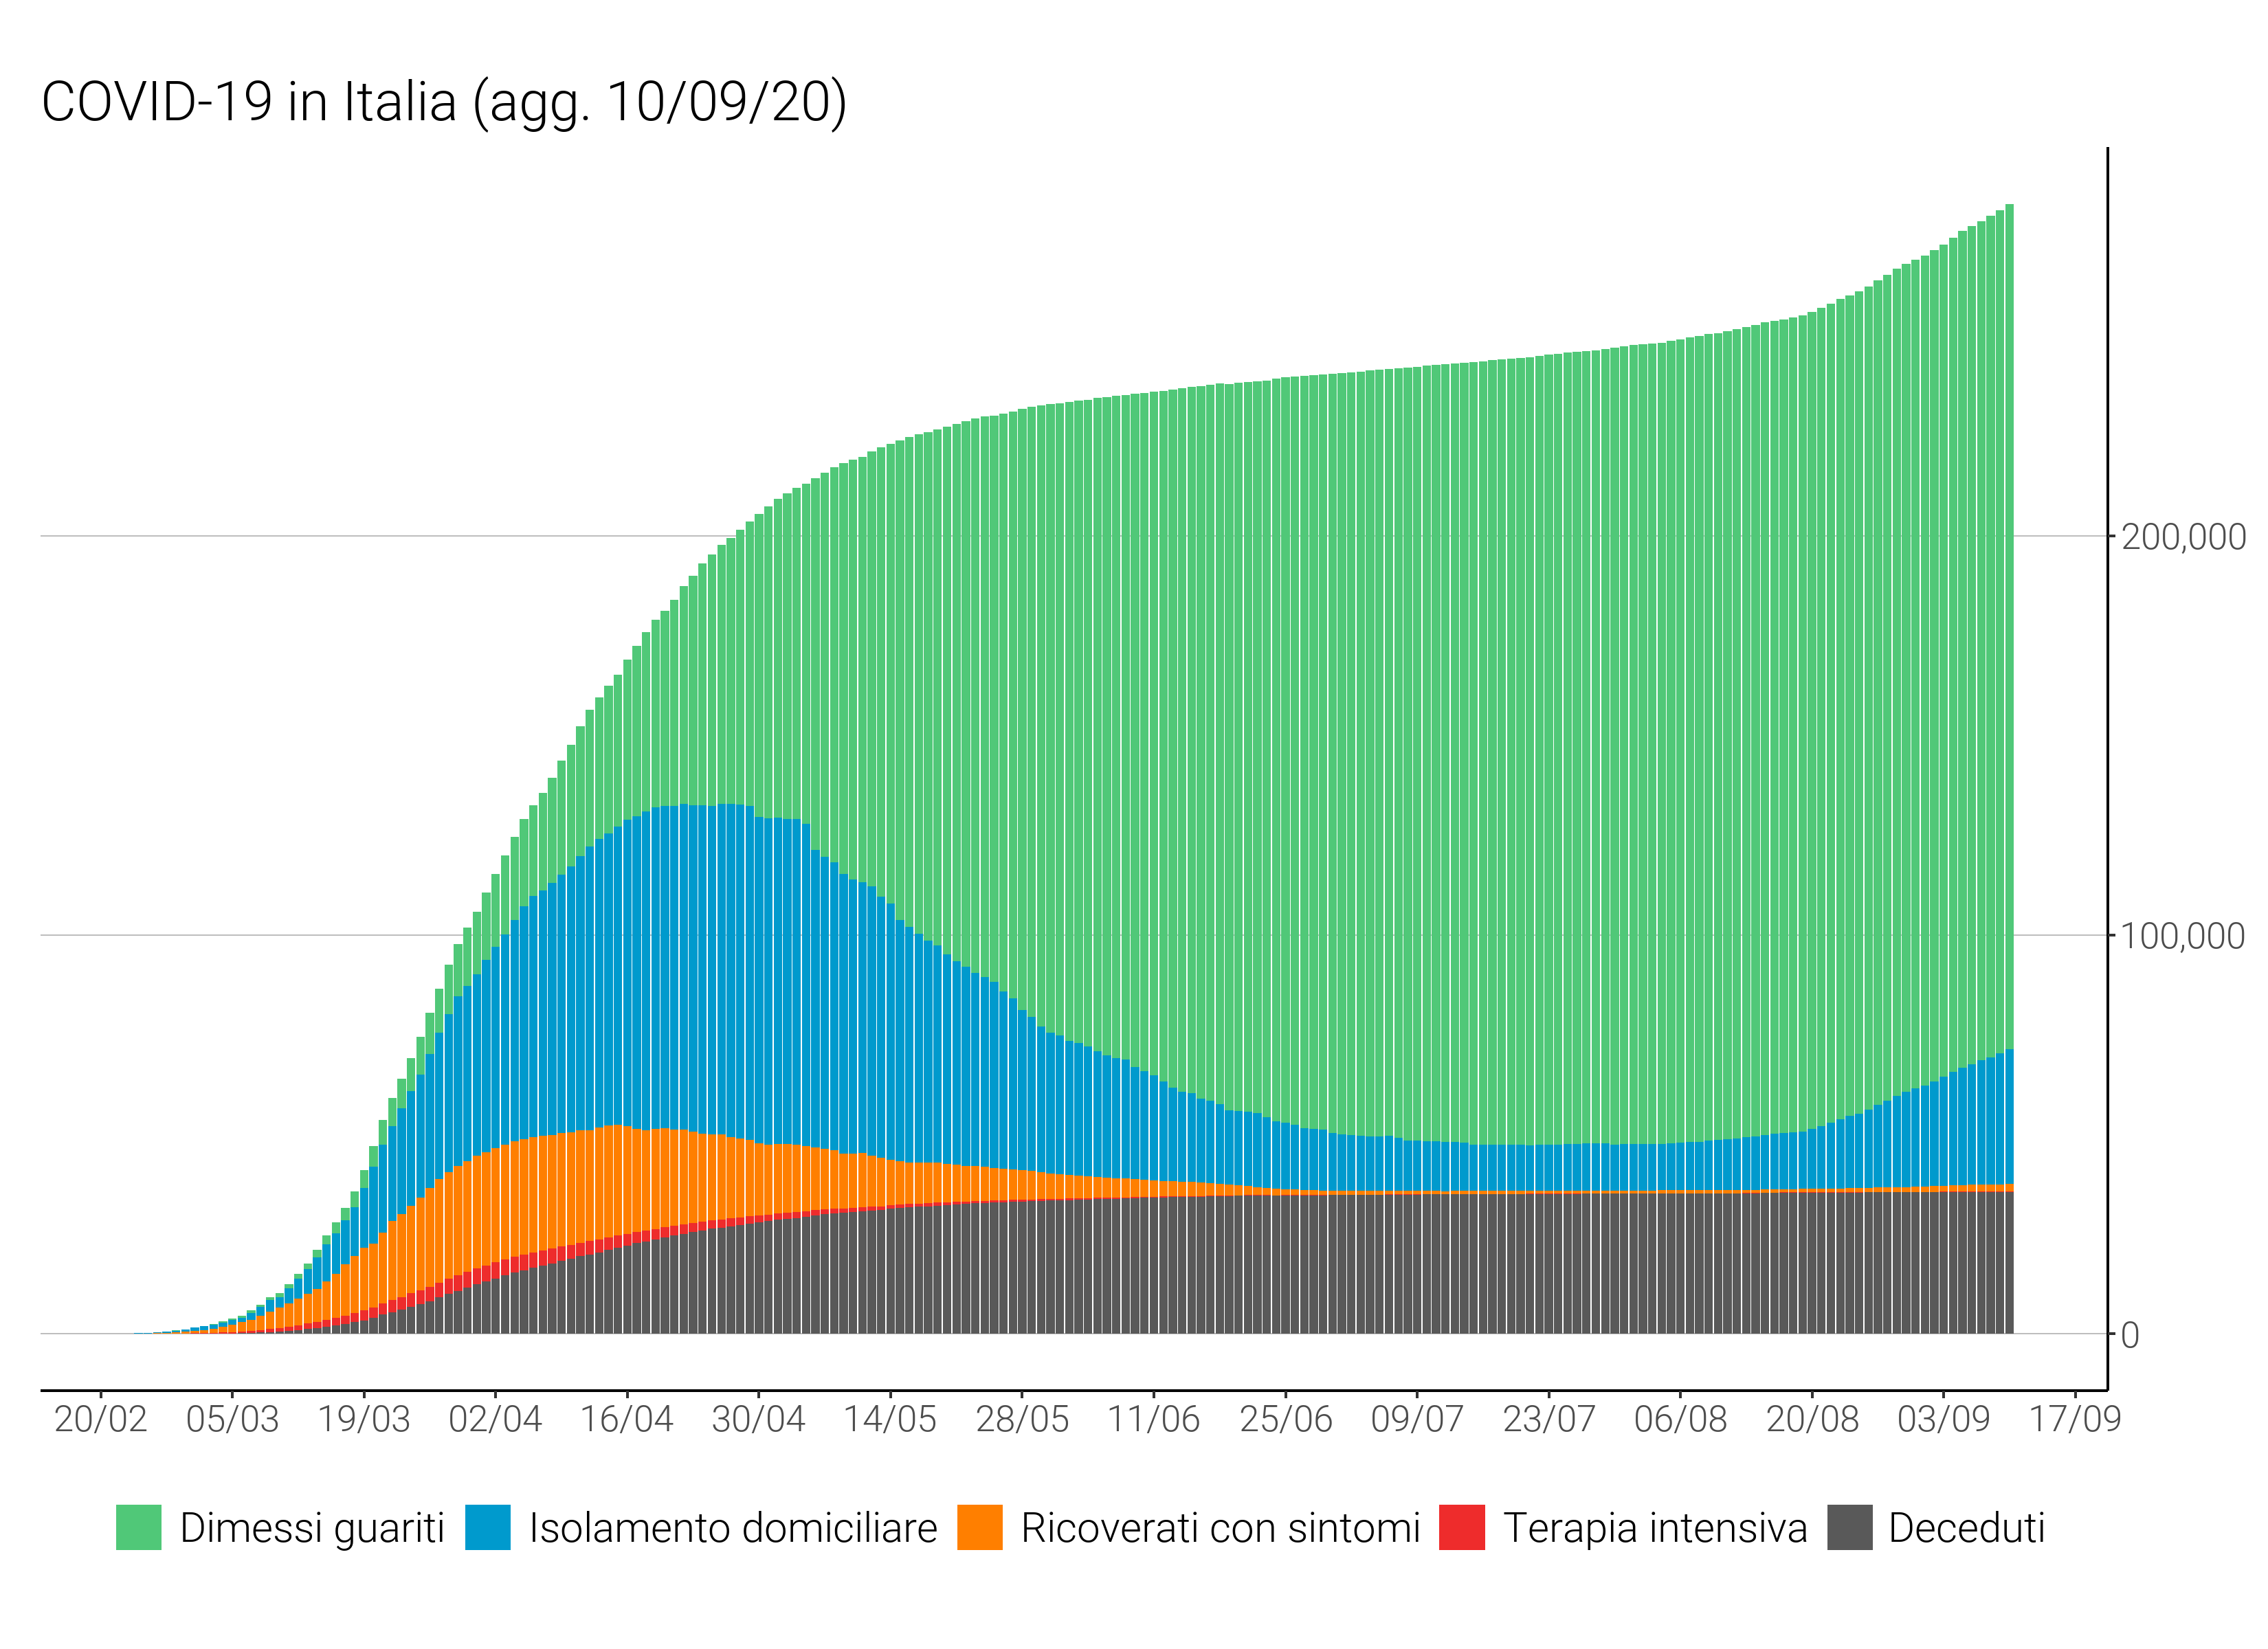 COVID-19 in Italia (agg. 10/09/20)
200,000
100,000
0
20/02 05/03 19/03 02/04 16/04 30/04 14/05 28/05 11/06 25/06 09/07 23/07 06/08 20/08 03/09 17/09
Dimessi guariti Isolamento domiciliare Ricoverati con sintomi Terapia intensiva Deceduti